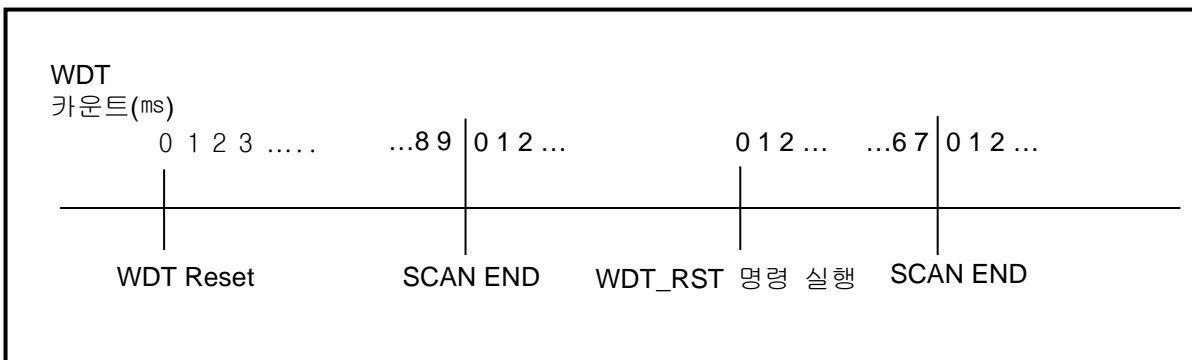 WDT
카운트(㎳)
0 1 2 3 ..... ...8 9 0 1 2 ... 0 1 2 ... ...6 7 0 1 2 ...
WDT Reset SCAN END WDT_RST 명령 실행 SCAN END